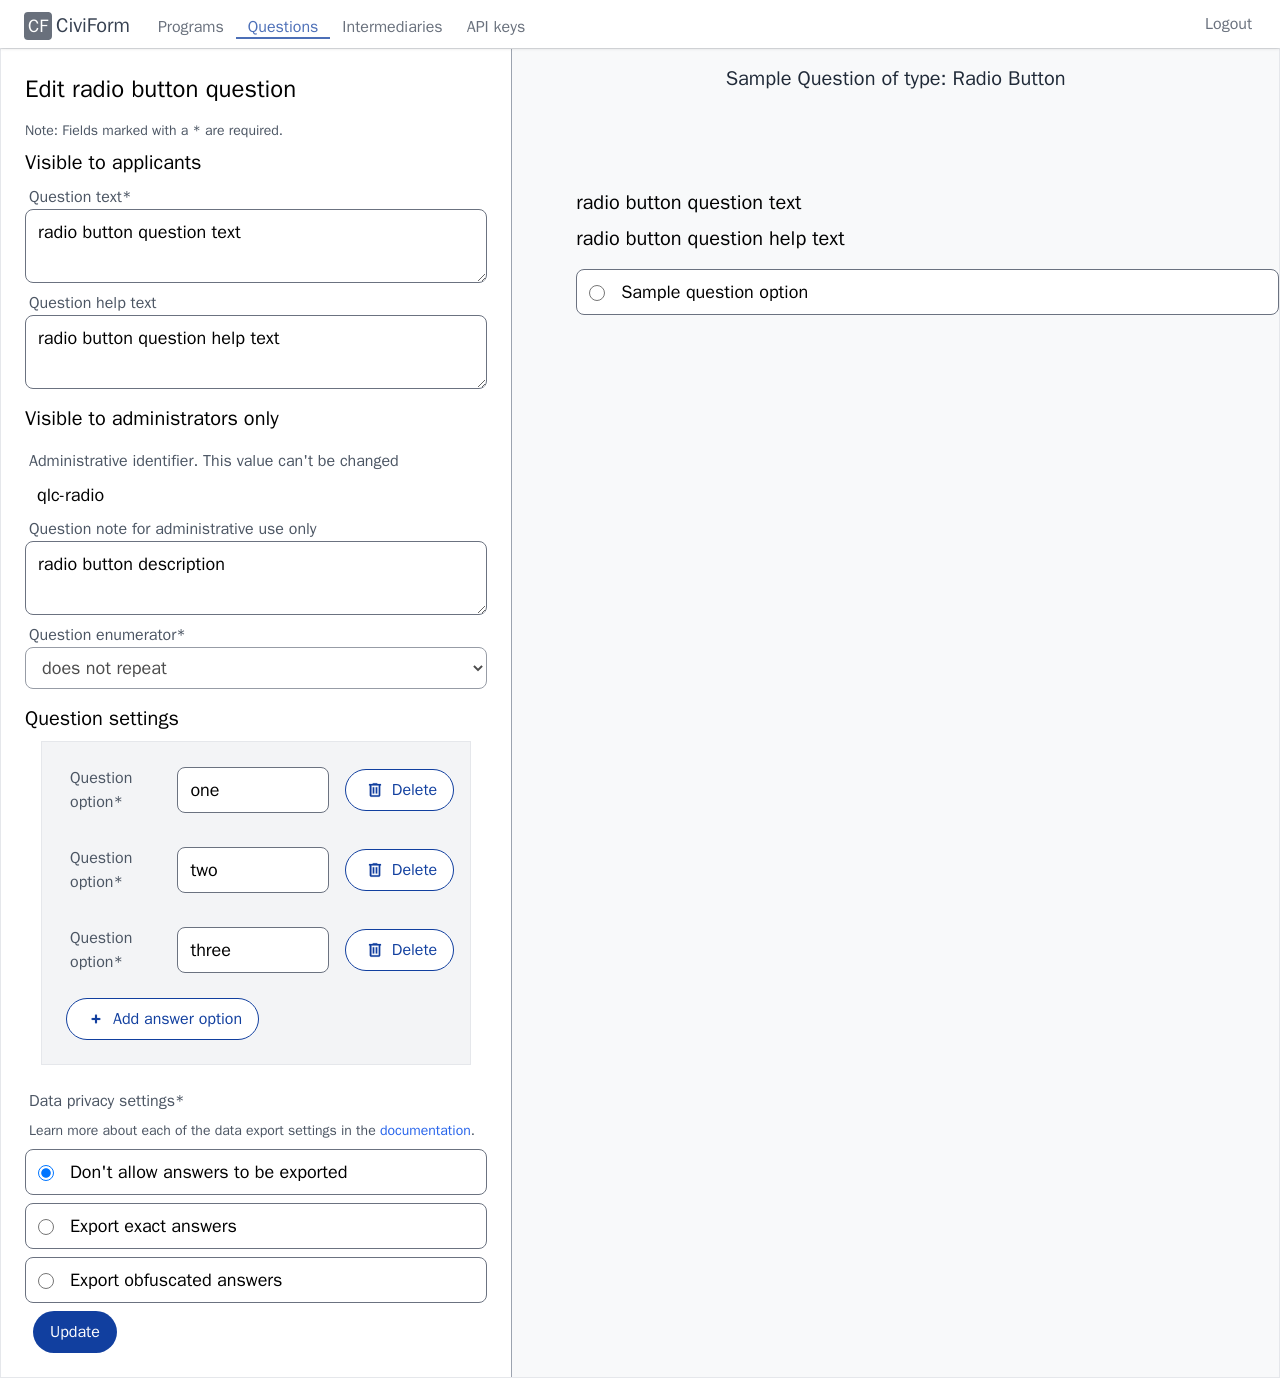 CF CiviForm Programs Questions Intermediaries API keys Logout
Edit radio button question
Note: Fields marked with a * are required.
Visible to applicants
Question text*
radio button question text
Question help text
radio button question help text
Visible to administrators only
Administrative identifier. This value can't be changed
qlc-radio
Question note for administrative use only
radio button description
Question enumerator*
does not repeat
Question settings
Question
option*
one
Delete
Question
option*
two
Delete
Question
option*
three
Delete
+ Add answer option
Data privacy settings*
Learn more about each of the data export settings in the documentation.
Don't allow answers to be exported
Export exact answers
Export obfuscated answers
Update
Sample Question of type: Radio Button
radio button question text
radio button question help text
Sample question option